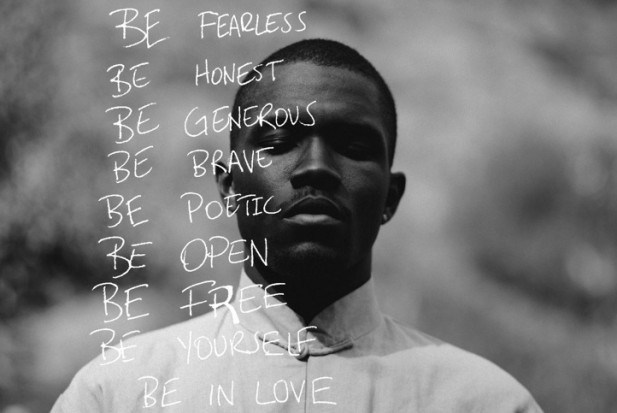 BE FEARLESS
BE HONEST
BE GENEROUS
BE BRAVE
BE POETIC
BE OPEN
BE FREE
BE YOURSELF
BE IN LOVE